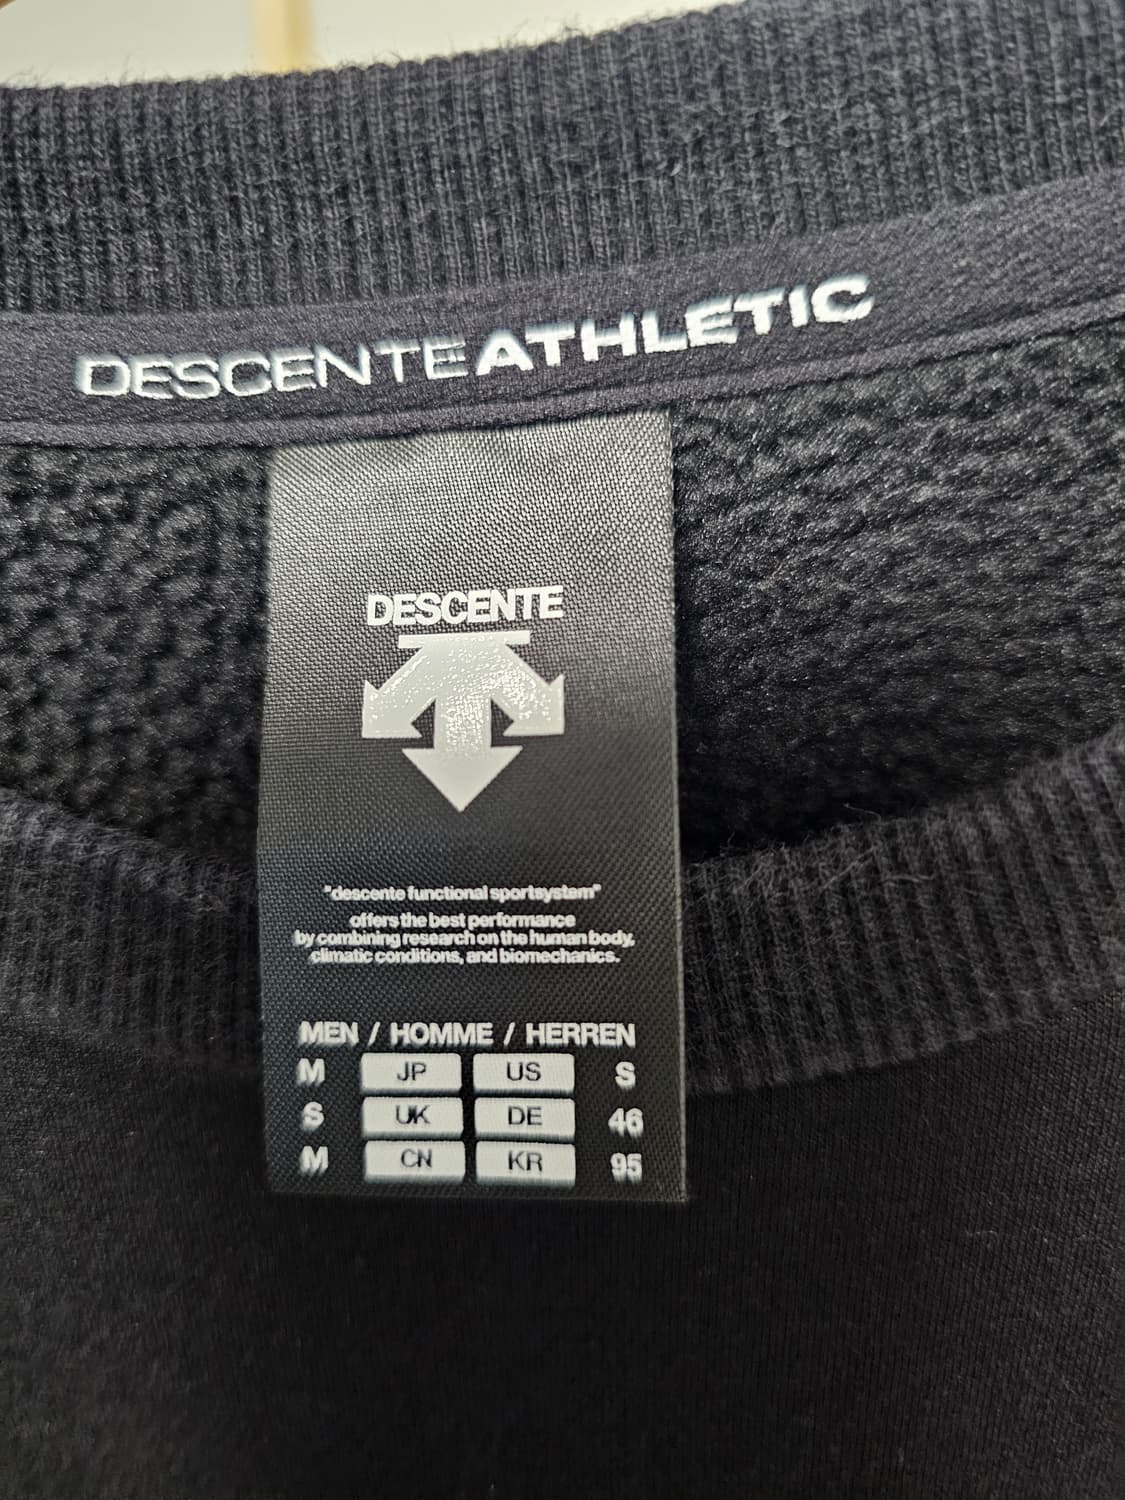 DESCENTEATHLETIC
DESCENTE
"descente functional sportsystem"
offers the best performance
by combining research on the human body,
climatic conditions, and biomechanics.
MEN / HOMME / HERREN
M JP US S
S UK DE 46
M CN KR 95